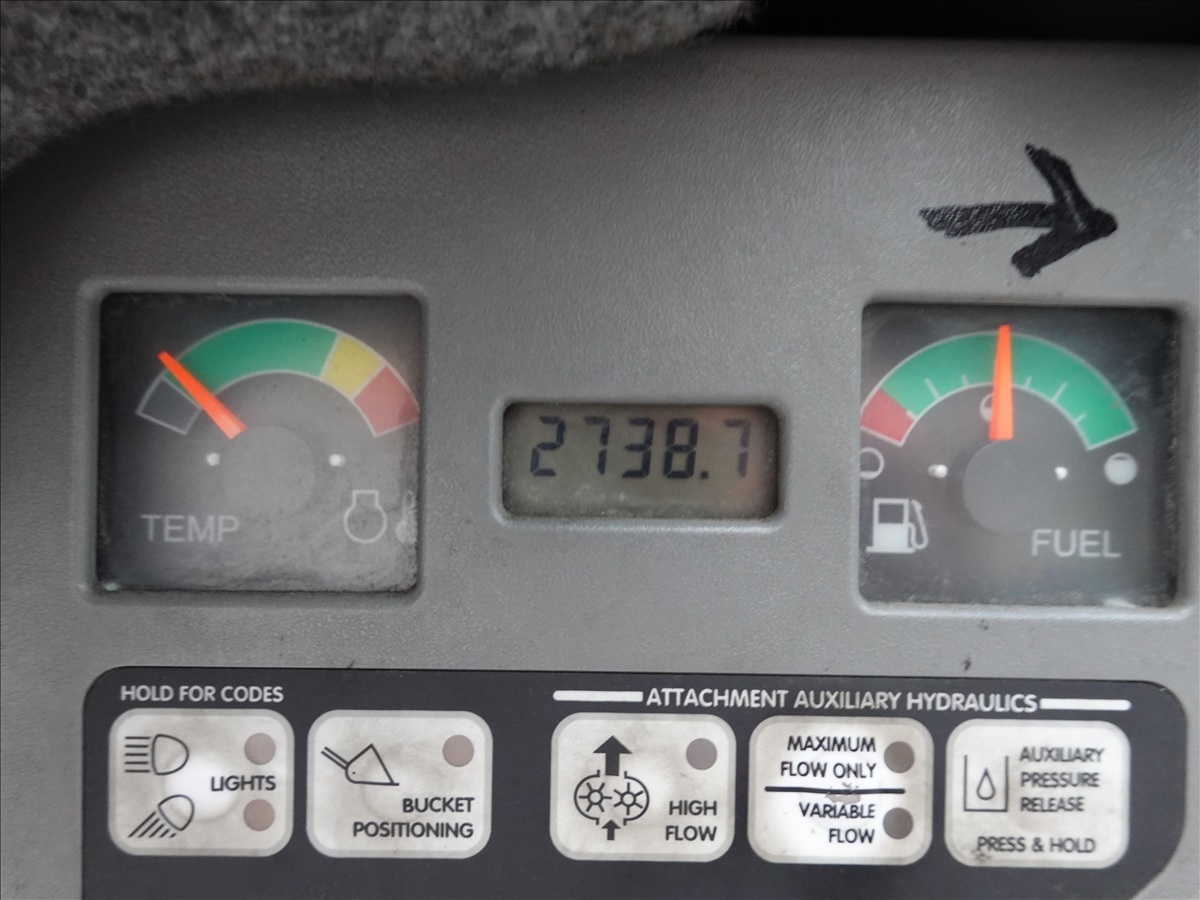 2738.7
TEMP
FUEL
HOLD FOR CODES
ATTACHMENT AUXILIARY HYDRAULICS
LIGHTS
BUCKET
POSITIONING
HIGH
FLOW
MAXIMUM
FLOW ONLY
VARIABLE
FLOW
AUXILIARY
PRESSURE
RELEASE
PRESS & HOLD